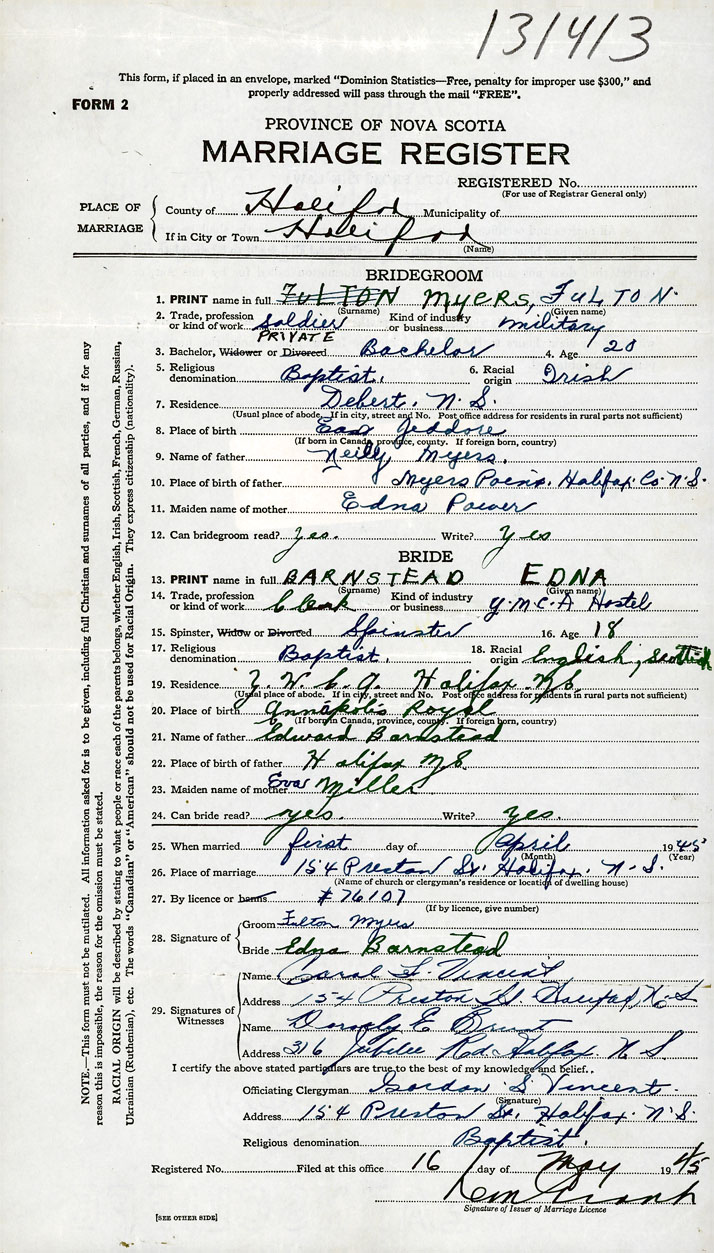 13143
This form, if placed in an envelope, marked "Dominion Statistics—Free, penalty for improper use $300," and
properly addressed will pass through the mail "FREE".
FORM 2
PROVINCE OF NOVA SCOTIA
MARRIAGE REGISTER
REGISTERED No.
(For use of Registrar General only)
PLACE OF MARRIAGE
County of Halifax Municipality of
If in City or Town Halifax
(Name)
BRIDEGROOM
1. PRINT name in full FULTON MYERS, FULTON.
(Surname) (Given name)
2. Trade, profession or kind of work soldier PRIVATE Kind of industry or business military
3. Bachelor, Widower or Divorced Bachelor 4. Age 20
5. Religious denomination Baptist. 6. Racial origin Irish
7. Residence Debert. N.S.
(Usual place of abode. If in city, street and No. Post office address for residents in rural parts not sufficient)
8. Place of birth East Jeddore
(If born in Canada, province, county. If foreign born, country)
9. Name of father Neily Myers.
10. Place of birth of father Myers Point. Halifax Co. N.S.
11. Maiden name of mother Edna Power
12. Can bridegroom read? yes. Write? yes
BRIDE
13. PRINT name in full BARNSTEAD EDNA
(Surname) (Given name)
14. Trade, profession or kind of work clerk Kind of industry or business Y.M.C.A Hostel
15. Spinster, Widow or Divorced Spinster 16. Age 18
17. Religious denomination Baptist. 18. Racial origin English, Scottish
19. Residence Y.W.C.A. Halifax N.S.
(Usual place of abode. If in city, street and No. Post office address for residents in rural parts not sufficient)
20. Place of birth Annapolis Royal
(If born in Canada, province, county. If foreign born, country)
21. Name of father Edward Barnstead
22. Place of birth of father Halifax N.S.
23. Maiden name of mother Eva Miller
24. Can bride read? yes. Write? yes.
25. When married first day of April 1945
(Month) (Year)
26. Place of marriage 154 Preston St. Halifax. N.S.
(Name of church or clergyman's residence or location of dwelling house)
27. By licence or banns # 76107
(If by licence, give number)
28. Signature of
Groom Fulton Myers
Bride Edna Barnstead
29. Signatures of Witnesses
Name Carol F. Vincent
Address 154 Preston St Halifax, N.S
Name Dorothy E
Address 316 Jubilee Rd Halifax N S.
I certify the above stated particulars are true to the best of my knowledge and belief.
Officiating Clergyman Gordon S Vincent.
(Signature)
Address 154 Preston St. Halifax. N.S.
Religious denomination Baptist.
Registered No. Filed at this office 16 day of May 1945
Signature of Issuer of Marriage Licence
[SEE OTHER SIDE]
NOTE.—This form must not be mutilated. All information asked for is to be given, including full Christian and surnames of all parties, and if for any
reason this is impossible, the reason for the omission must be stated.
RACIAL ORIGIN will be described by stating to what people or race each of the parents belongs, whether English, Irish, Scottish, French, German, Russian,
Ukrainian (Ruthenian), etc. The words "Canadian" or "American" should not be used for Racial Origin. They express citizenship (nationality).